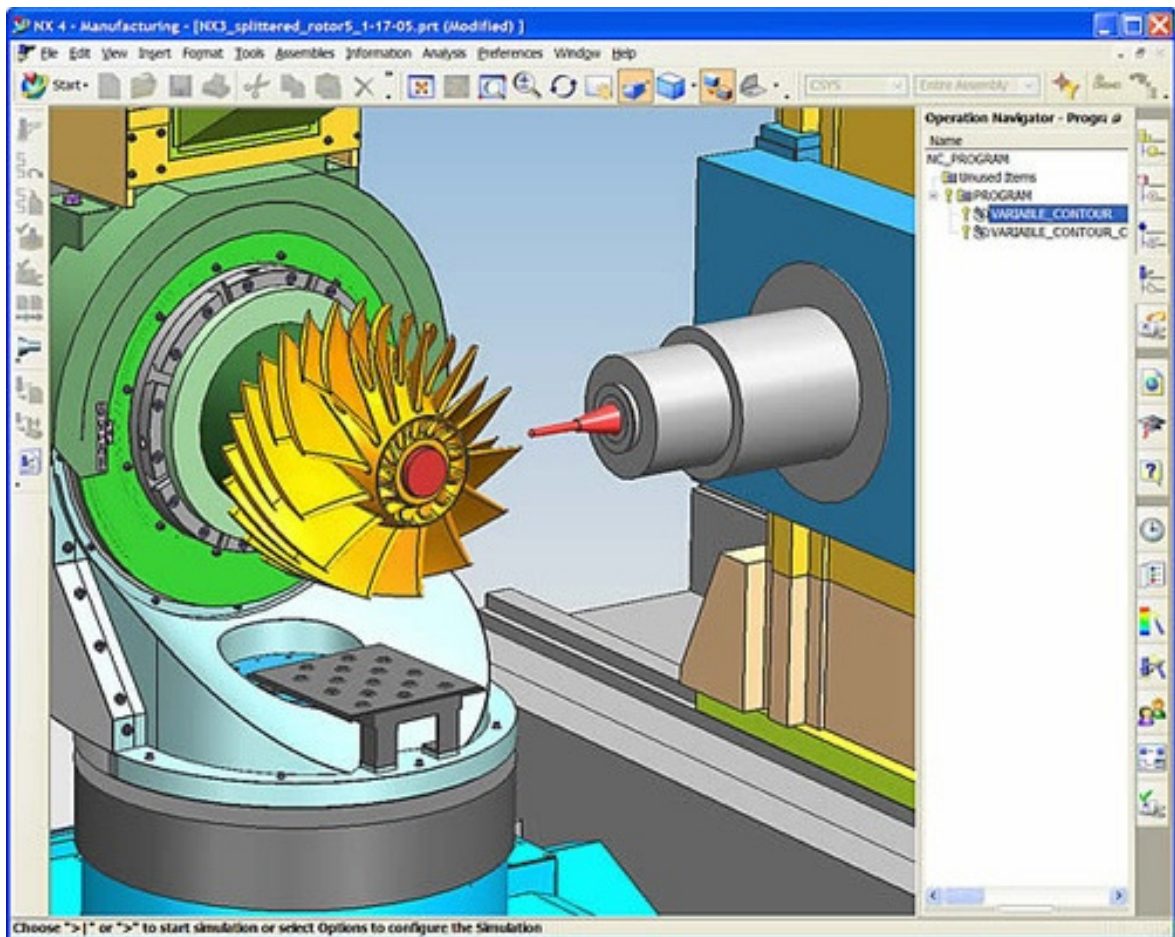 NX 4 - Manufacturing - [NX3_splittered_rotor5_1-17-05.prt (Modified) ]
File Edit View Insert Format Tools Assemblies Information Analysis Preferences Window Help
Start
CSYS
Entire Assembly
Operation Navigator - Progra
Name
NC_PROGRAM
Unused Items
PROGRAM
VARIABLE_CONTOUR
VARIABLE_CONTOUR_C
Choose ">|" or ">" to start simulation or select Options to configure the Simulation